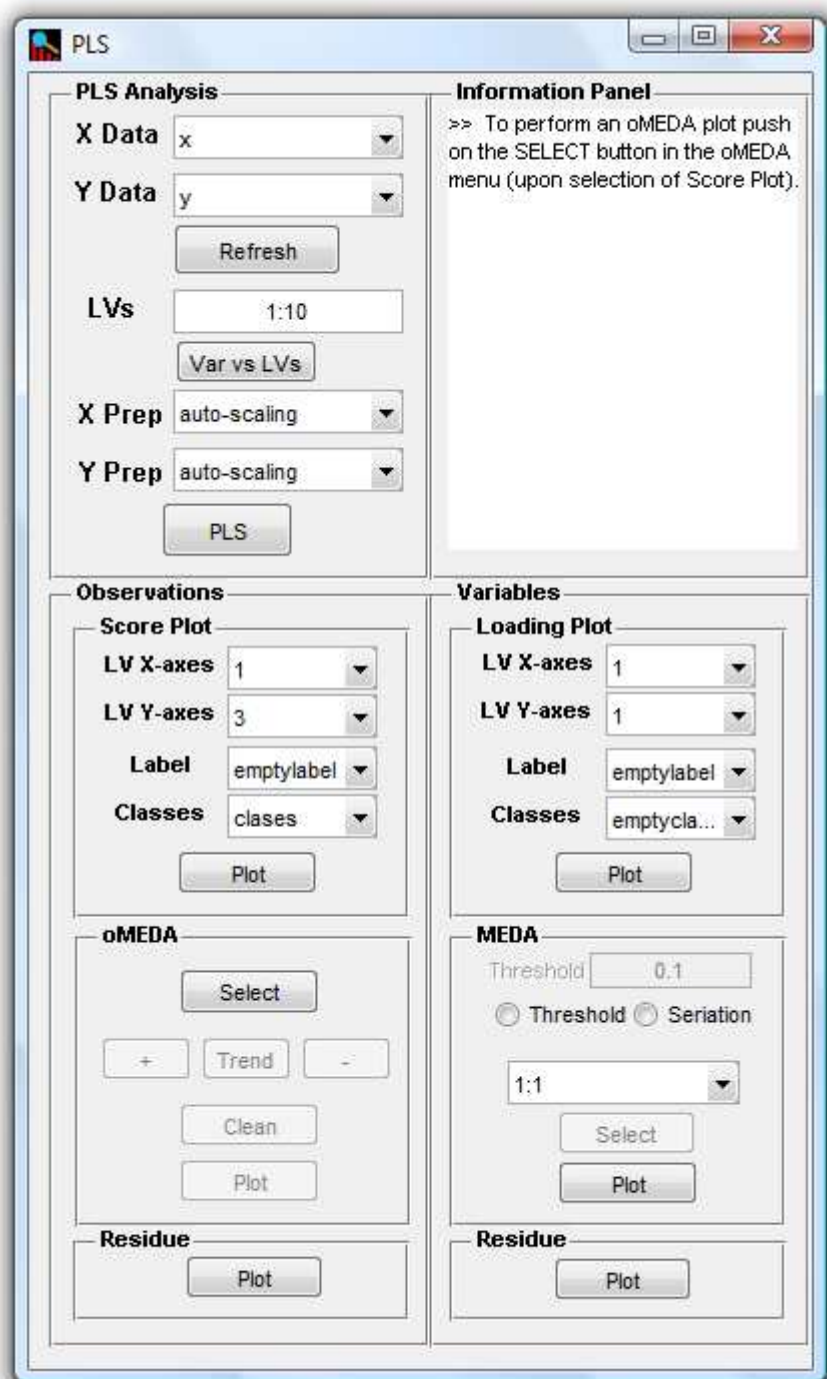 PLS
PLS Analysis
X Data x
Y Data y
Refresh
LVs 1:10
Var vs LVs
X Prep auto-scaling
Y Prep auto-scaling
PLS
Information Panel
>> To perform an oMEDA plot push
on the SELECT button in the oMEDA
menu (upon selection of Score Plot).
Observations
Score Plot
LV X-axes 1
LV Y-axes 3
Label emptylabel
Classes clases
Plot
oMEDA
Select
+ Trend -
Clean
Plot
Residue
Plot
Variables
Loading Plot
LV X-axes 1
LV Y-axes 1
Label emptylabel
Classes emptycla...
Plot
MEDA
Threshold 0.1
Threshold Seriation
1:1
Select
Plot
Residue
Plot